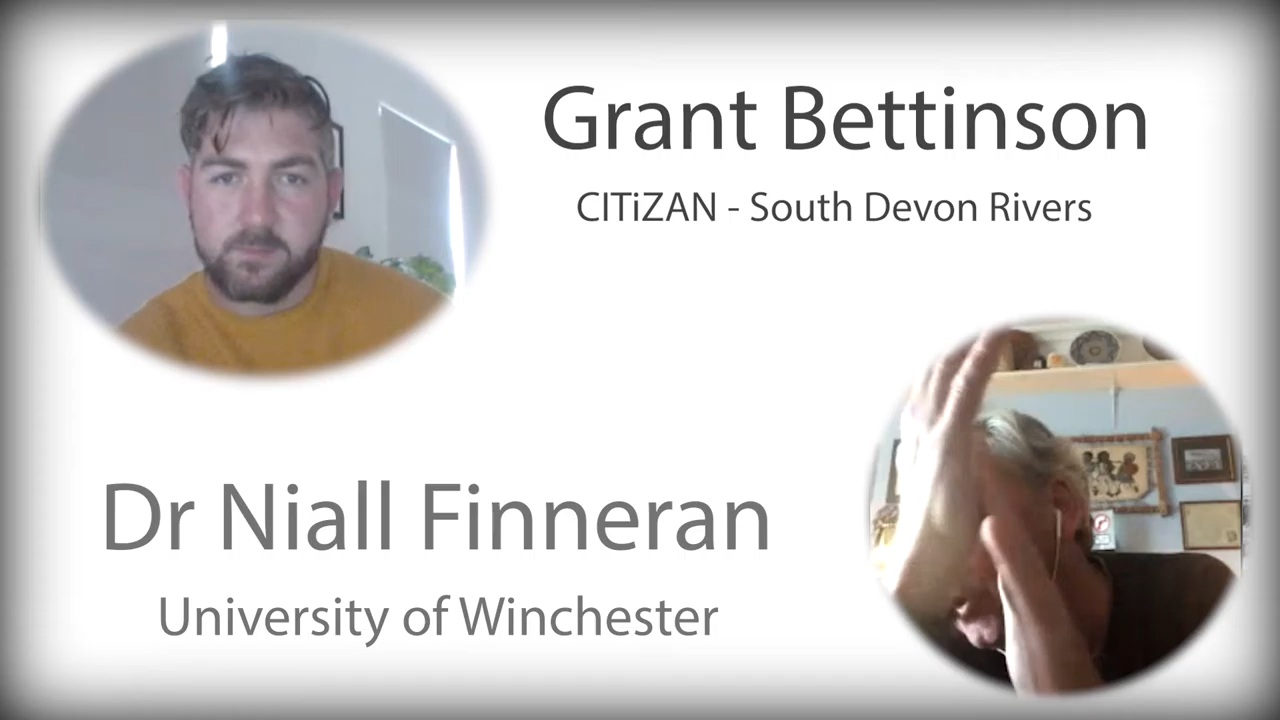 Grant Bettinson
CITiZAN - South Devon Rivers
Dr Niall Finneran
University of Winchester